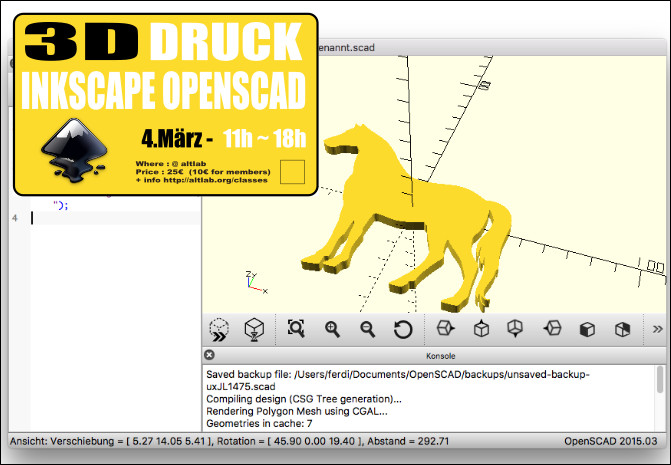 3D DRUCK
INKSCAPE OPENSCAD
4.März - 11h ~ 18h
Where : @ altlab
Price : 25€ (10€ for members)
+ info http://altlab.org/classes
enannt.scad
");
4
Z Y
X
Konsole
Saved backup file: /Users/ferdi/Documents/OpenSCAD/backups/unsaved-backup-
uxJL1475.scad
Compiling design (CSG Tree generation)...
Rendering Polygon Mesh using CGAL...
Geometries in cache: 7
Ansicht: Verschiebung = [ 5.27 14.05 5.41 ], Rotation = [ 45.90 0.00 19.40 ], Abstand = 292.71
OpenSCAD 2015.03